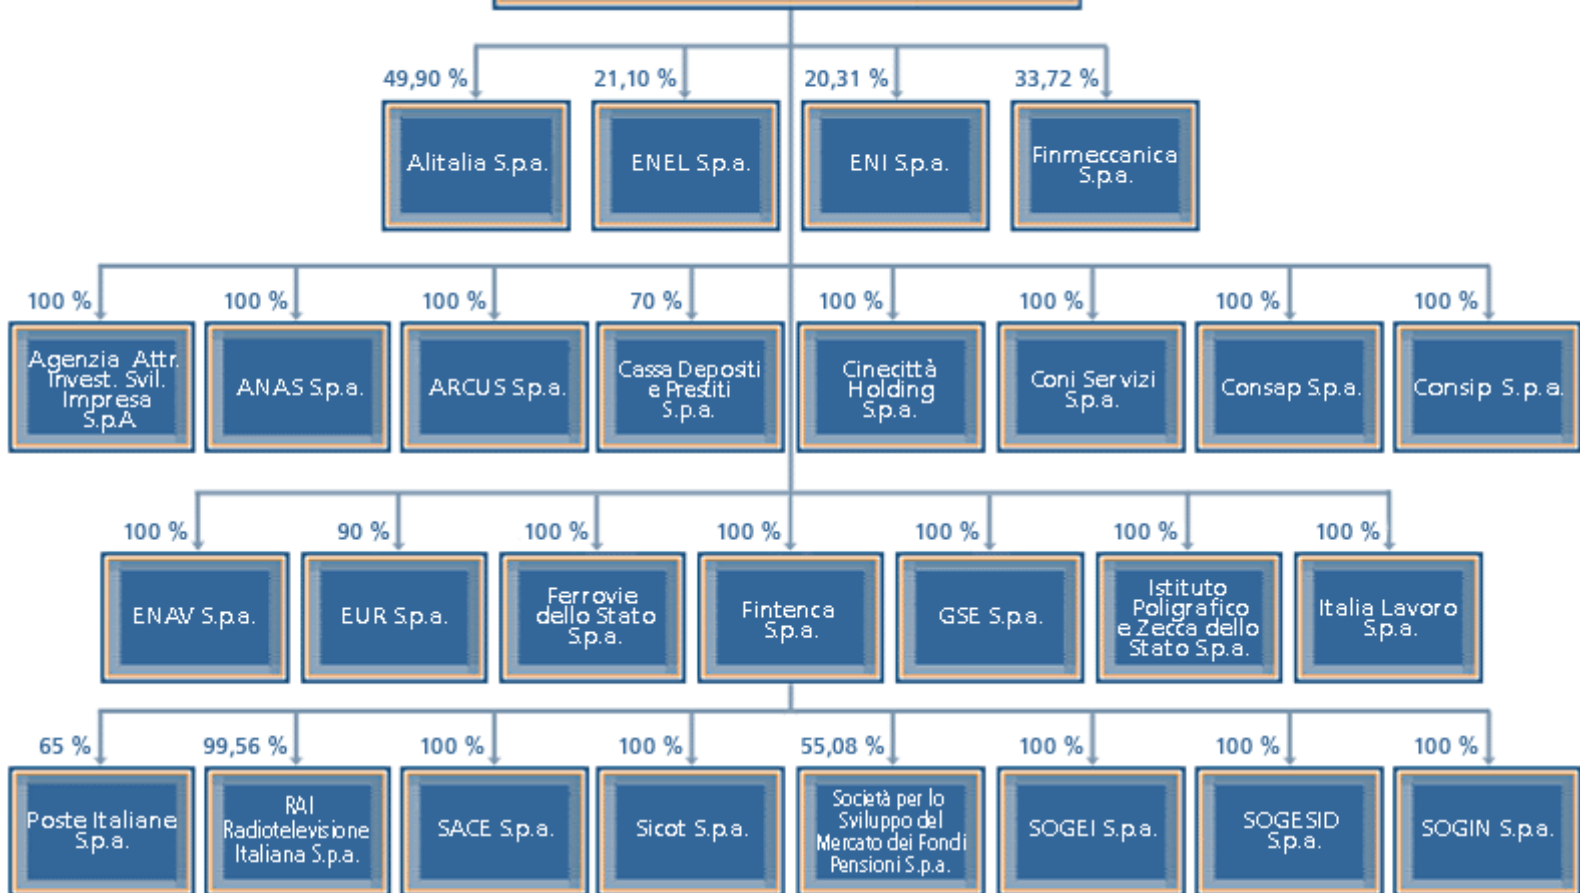 49,90 %
21,10 %
20,31 %
33,72 %
Alitalia S.p.a.
ENEL S.p.a.
ENI S.p.a.
Finmeccanica
S.p.a.
100 %
100 %
100 %
70 %
100 %
100 %
100 %
100 %
Agenzia Attr.
Invest. Svil.
Impresa
S.p.A
ANAS S.p.a.
ARCUS S.p.a.
Cassa Depositi
e Prestiti
S.p.a.
Cinecittà
Holding
S.p.a.
Coni Servizi
S.p.a.
Consap S.p.a.
Consip S.p.a.
100 %
90 %
100 %
100 %
100 %
100 %
100 %
ENAV S.p.a.
EUR S.p.a.
Ferrovie
dello Stato
S.p.a.
Fintenca
S.p.a.
GSE S.p.a.
Istituto
Poligrafico
e Zecca dello
Stato S.p.a.
Italia Lavoro
S.p.a.
65 %
99,56 %
100 %
100 %
55,08 %
100 %
100 %
100 %
Poste Italiane
S.p.a.
RAI
Radiotelevisione
Italiana S.p.a.
SACE S.p.a.
Sicot S.p.a.
Società per lo
Sviluppo del
Mercato dei Fondi
Pensioni S.p.a.
SOGEI S.p.a.
SOGESID
S.p.a.
SOGIN S.p.a.